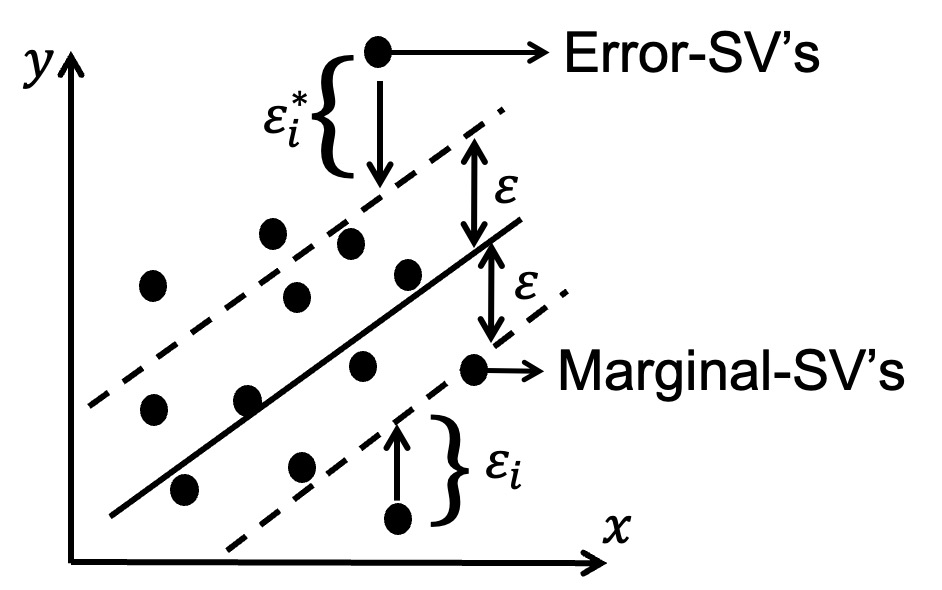 y
Error-SV's
ε*i
ε
ε
Marginal-SV's
εi
x